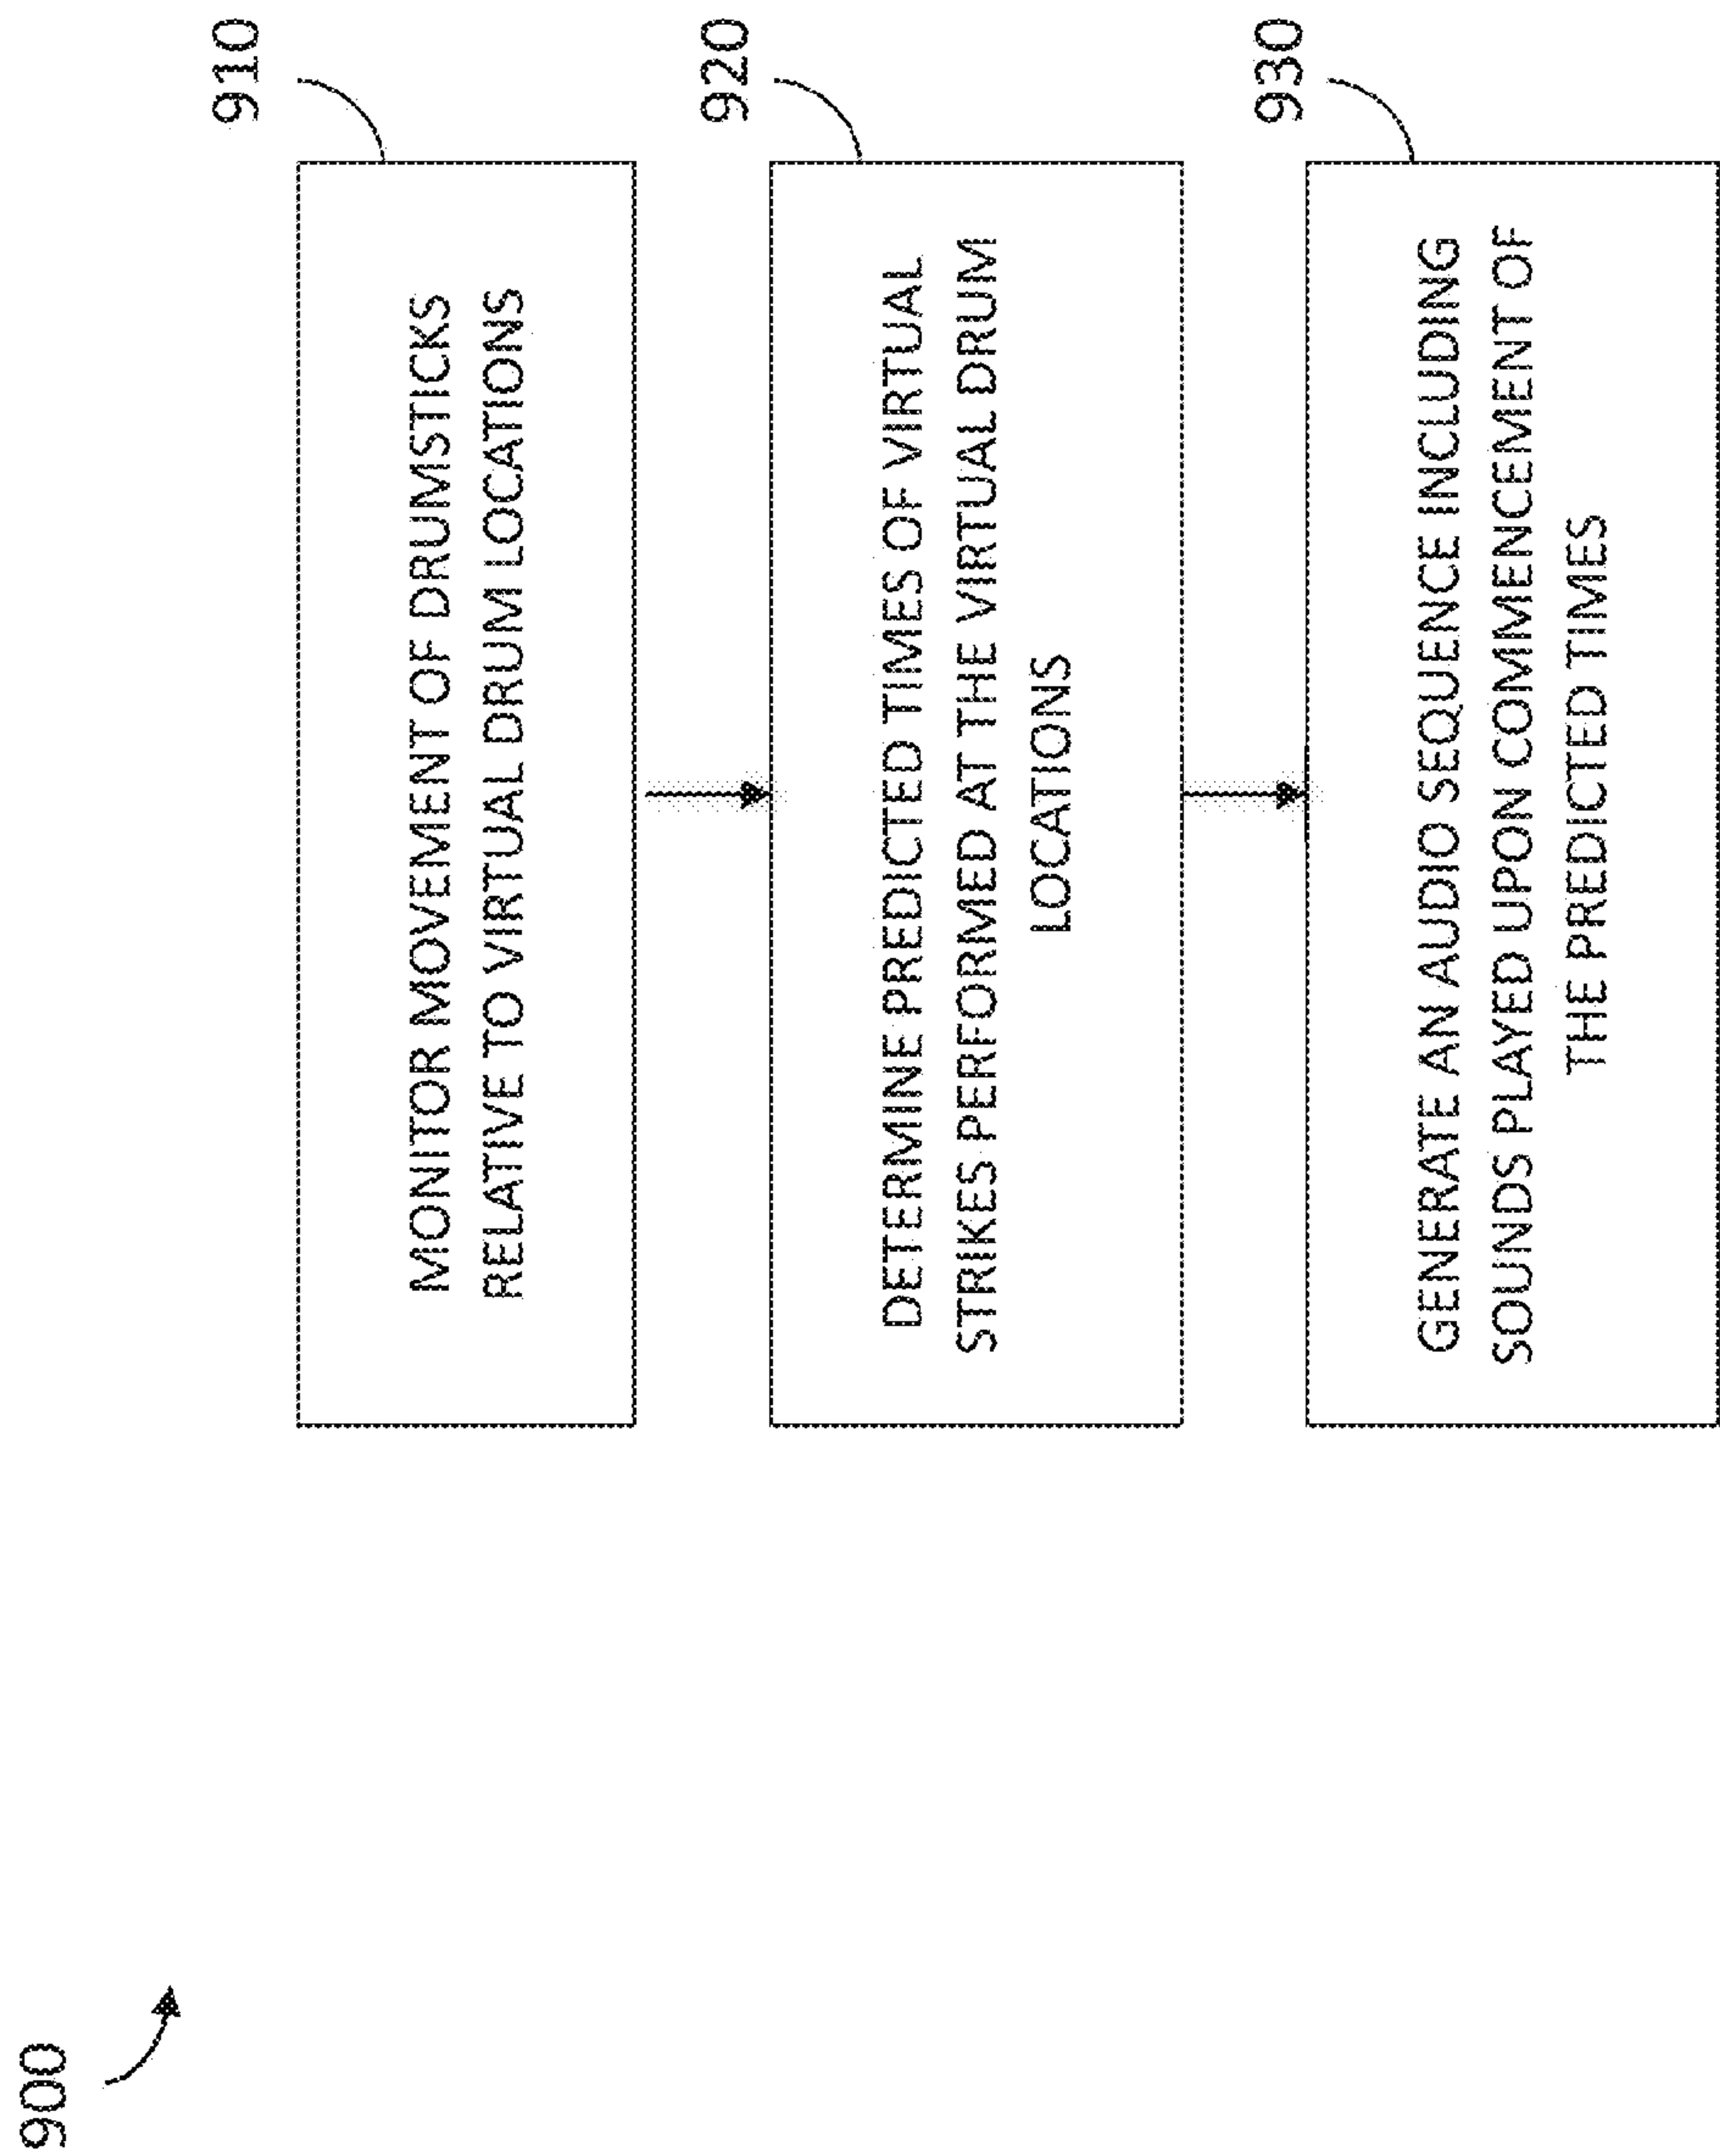 900
910
MONITOR MOVEMENT OF DRUMSTICKS
RELATIVE TO VIRTUAL DRUM LOCATIONS
920
DETERMINE PREDICTED TIMES OF VIRTUAL
STRIKES PERFORMED AT THE VIRTUAL DRUM
LOCATIONS
930
GENERATE AN AUDIO SEQUENCE INCLUDING
SOUNDS PLAYED UPON COMMENCEMENT OF
THE PREDICTED TIMES